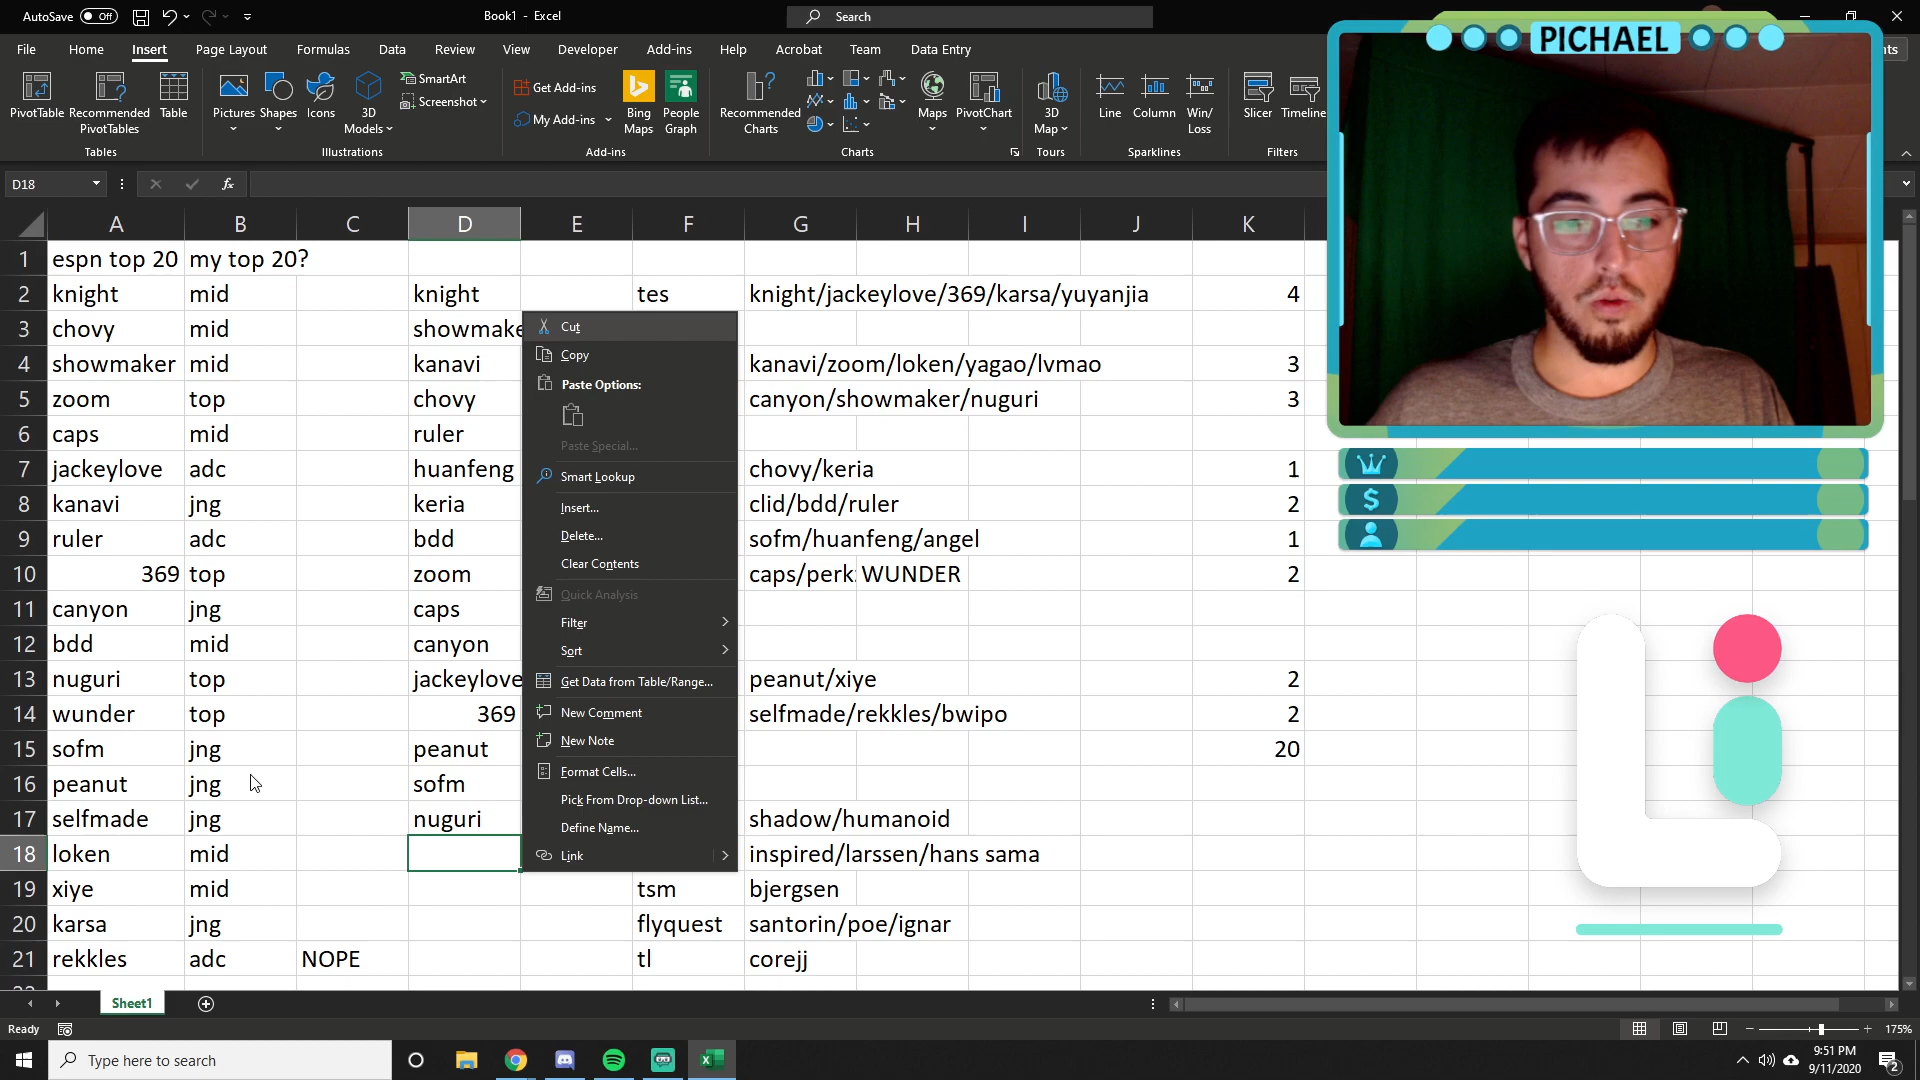 AutoSave Off
Book1 - Excel
Search
PICHAEL
File Home Insert Page Layout Formulas Data Review View Developer Add-ins Help Acrobat Team Data Entry
PivotTable Recommended PivotTables Table
Tables
Pictures Shapes Icons 3D Models SmartArt Screenshot
Illustrations
Get Add-ins
My Add-ins
Bing Maps
People Graph
Add-ins
Recommended Charts
Maps PivotChart
Charts
3D Map
Tours
Line Column Win/Loss
Sparklines
Slicer Timeline
Filters
D18
fx
A B C D E F G H I J K
1 espn top 20 my top 20?
2 knight mid knight tes knight/jackeylove/369/karsa/yuyanjia 4
3 chovy mid showmake
4 showmaker mid kanavi kanavi/zoom/loken/yagao/lvmao 3
5 zoom top chovy canyon/showmaker/nuguri 3
6 caps mid ruler
7 jackeylove adc huanfeng chovy/keria 1
8 kanavi jng keria clid/bdd/ruler 2
9 ruler adc bdd sofm/huanfeng/angel 1
10 369 top zoom caps/perk WUNDER 2
11 canyon jng caps
12 bdd mid canyon
13 nuguri top jackeylove peanut/xiye 2
14 wunder top 369 selfmade/rekkles/bwipo 2
15 sofm jng peanut 20
16 peanut jng sofm
17 selfmade jng nuguri shadow/humanoid
18 loken mid inspired/larssen/hans sama
19 xiye mid tsm bjergsen
20 karsa jng flyquest santorin/poe/ignar
21 rekkles adc NOPE tl corejj
Cut
Copy
Paste Options:
Paste Special...
Smart Lookup
Insert...
Delete...
Clear Contents
Quick Analysis
Filter
Sort
Get Data from Table/Range...
New Comment
New Note
Format Cells...
Pick From Drop-down List...
Define Name...
Link
$
Sheet1
Ready
175%
Type here to search
9:51 PM
9/11/2020
2